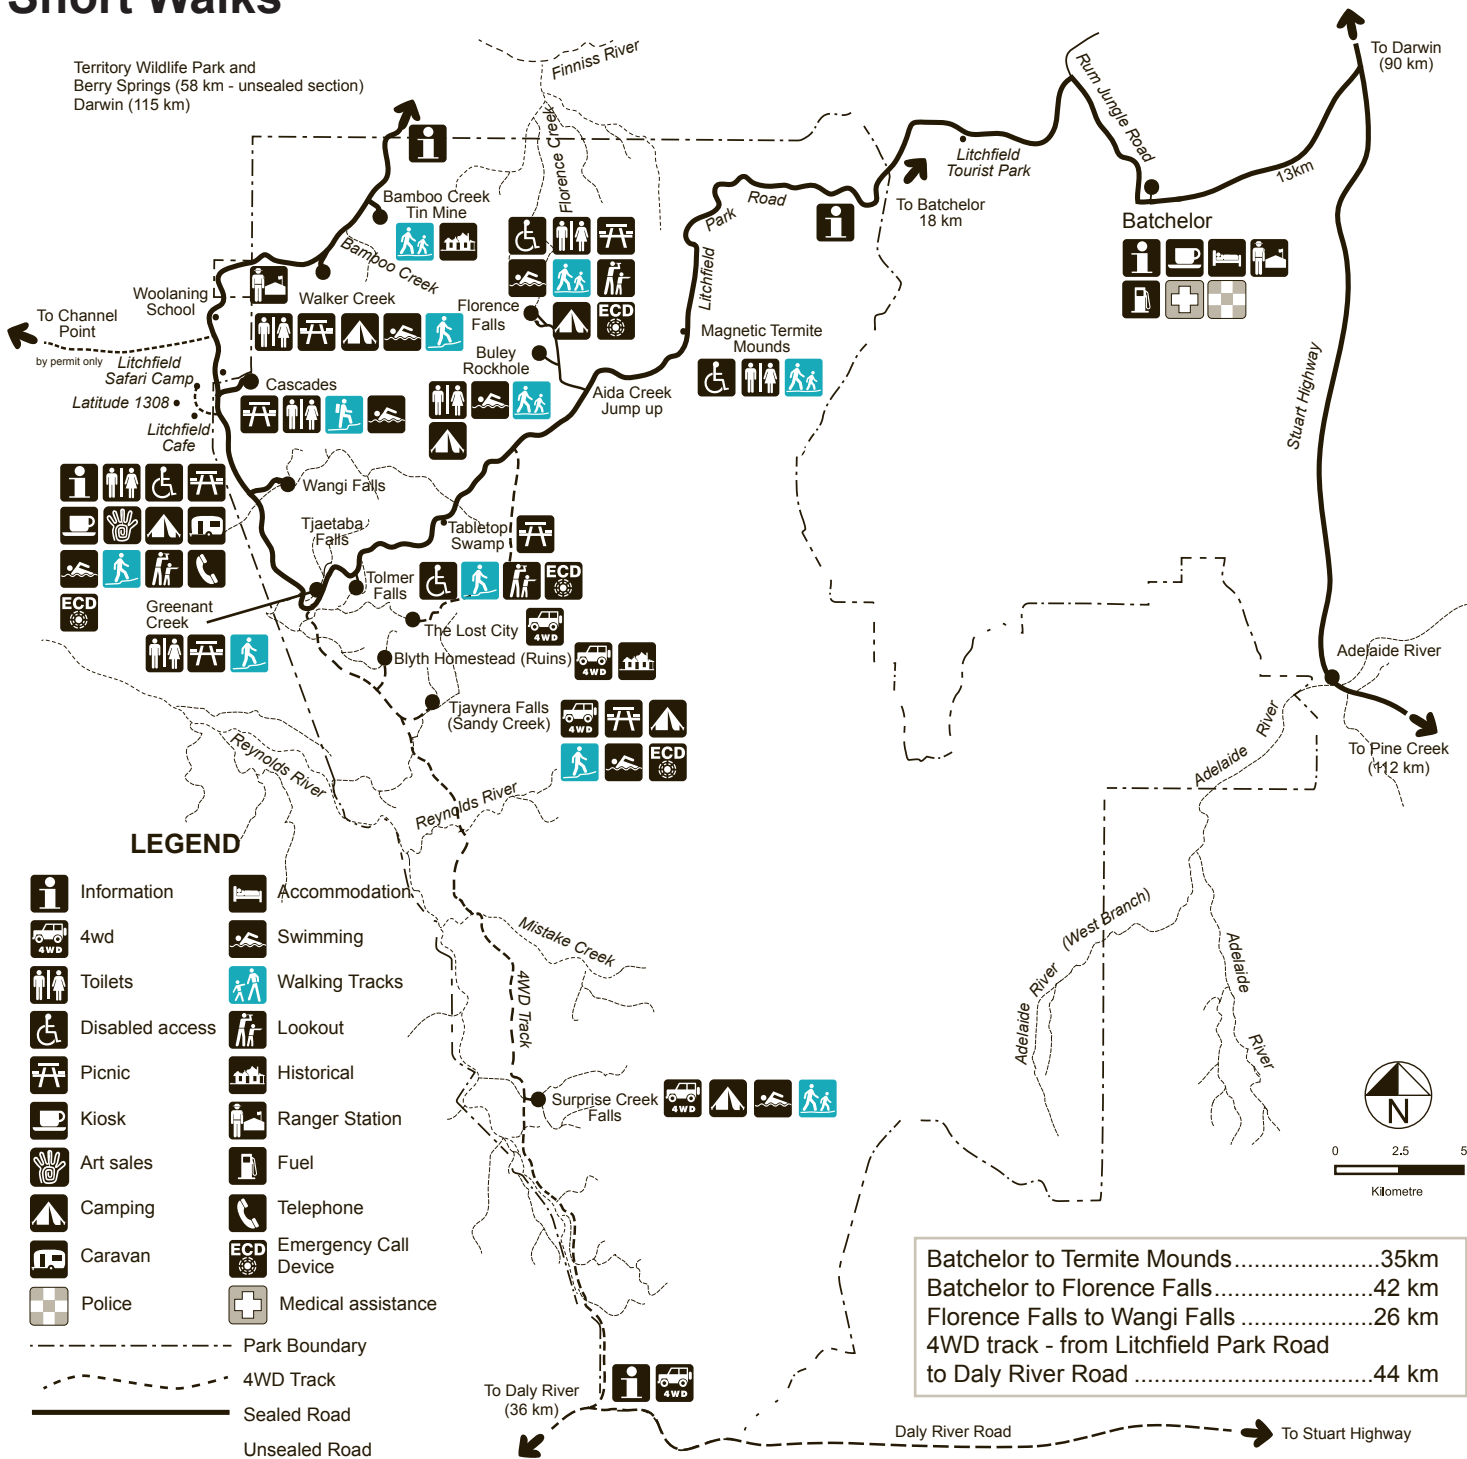 Short Walks
Territory Wildlife Park and
Berry Springs (58 km - unsealed section)
Darwin (115 km)
Finniss River
Florence Creek
To Darwin
(90 km)
Rum Jungle Road
Litchfield
Tourist Park
13km
To Batchelor
18 km
Batchelor
Park
Road
Litchfield
Bamboo Creek
Tin Mine
Bamboo Creek
Woolaning
School
Walker Creek
To Channel
Point
by permit only
Litchfield
Safari Camp
Latitude 1308
Litchfield
Cafe
Cascades
Florence
Falls
ECD
Buley
Rockhole
Aida Creek
Jump up
Magnetic Termite
Mounds
Stuart Highway
Wangi Falls
ECD
Tjaetaba
Falls
Tabletop
Swamp
Tolmer
Falls
ECD
Greenant
Creek
The Lost City
4WD
Blyth Homestead (Ruins)
4WD
Tjaynera Falls
(Sandy Creek)
4WD
ECD
Adelaide River
Adelaide
River
To Pine Creek
(112 km)
Reynolds River
Reynolds River
Mistake Creek
4WD Track
Adelaide
River
(West Branch)
Adelaide
River
Surprise Creek
Falls
4WD
LEGEND
Information
Accommodation
4WD
4wd
Swimming
Toilets
Walking Tracks
Disabled access
Lookout
Picnic
Historical
Kiosk
Ranger Station
Art sales
Fuel
Camping
Telephone
Caravan
ECD
Emergency Call
Device
Police
Medical assistance
Park Boundary
4WD Track
Sealed Road
Unsealed Road
N
0 2.5 5
Kilometre
Batchelor to Termite Mounds......................35km
Batchelor to Florence Falls........................42 km
Florence Falls to Wangi Falls ....................26 km
4WD track - from Litchfield Park Road
to Daly River Road ....................................44 km
4WD
To Daly River
(36 km)
Daly River Road
To Stuart Highway